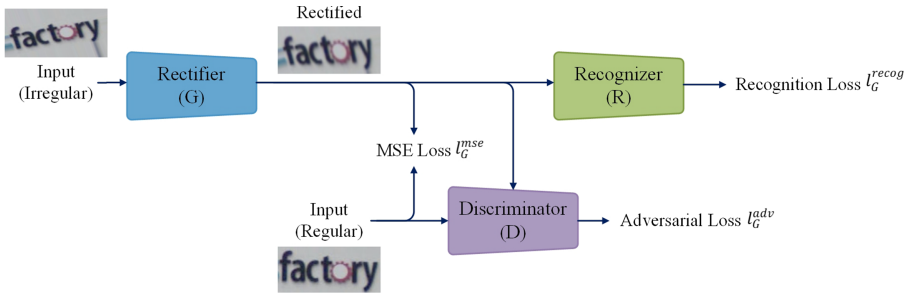 factory
Input
(Irregular)
Rectifier
(G)
Rectified
factory
Recognizer
(R)
Recognition Loss $l_G^{recog}$
MSE Loss $l_G^{mse}$
Input
(Regular)
factory
Discriminator
(D)
Adversarial Loss $l_G^{adv}$